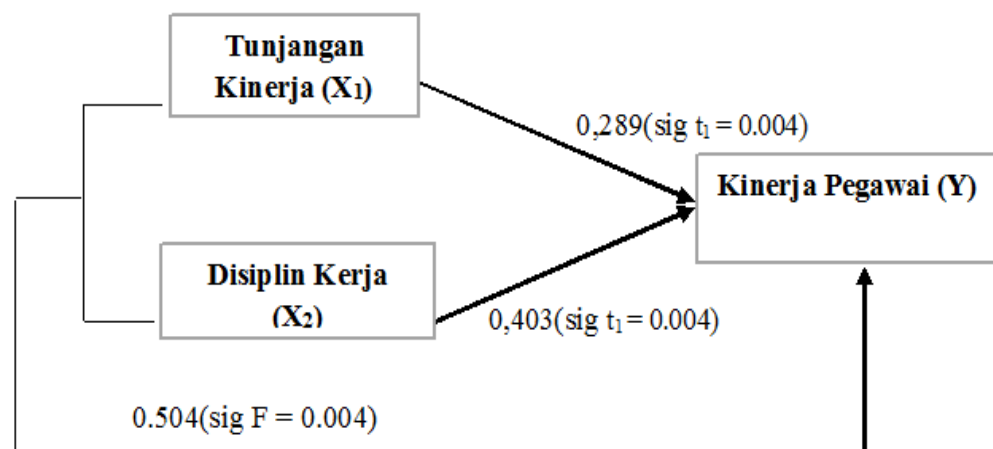 Tunjangan
Kinerja (X₁)
0,289(sig t₁ = 0.004)
Kinerja Pegawai (Y)
Disiplin Kerja
(X₂)
0,403(sig t₁ = 0.004)
0.504(sig F = 0.004)